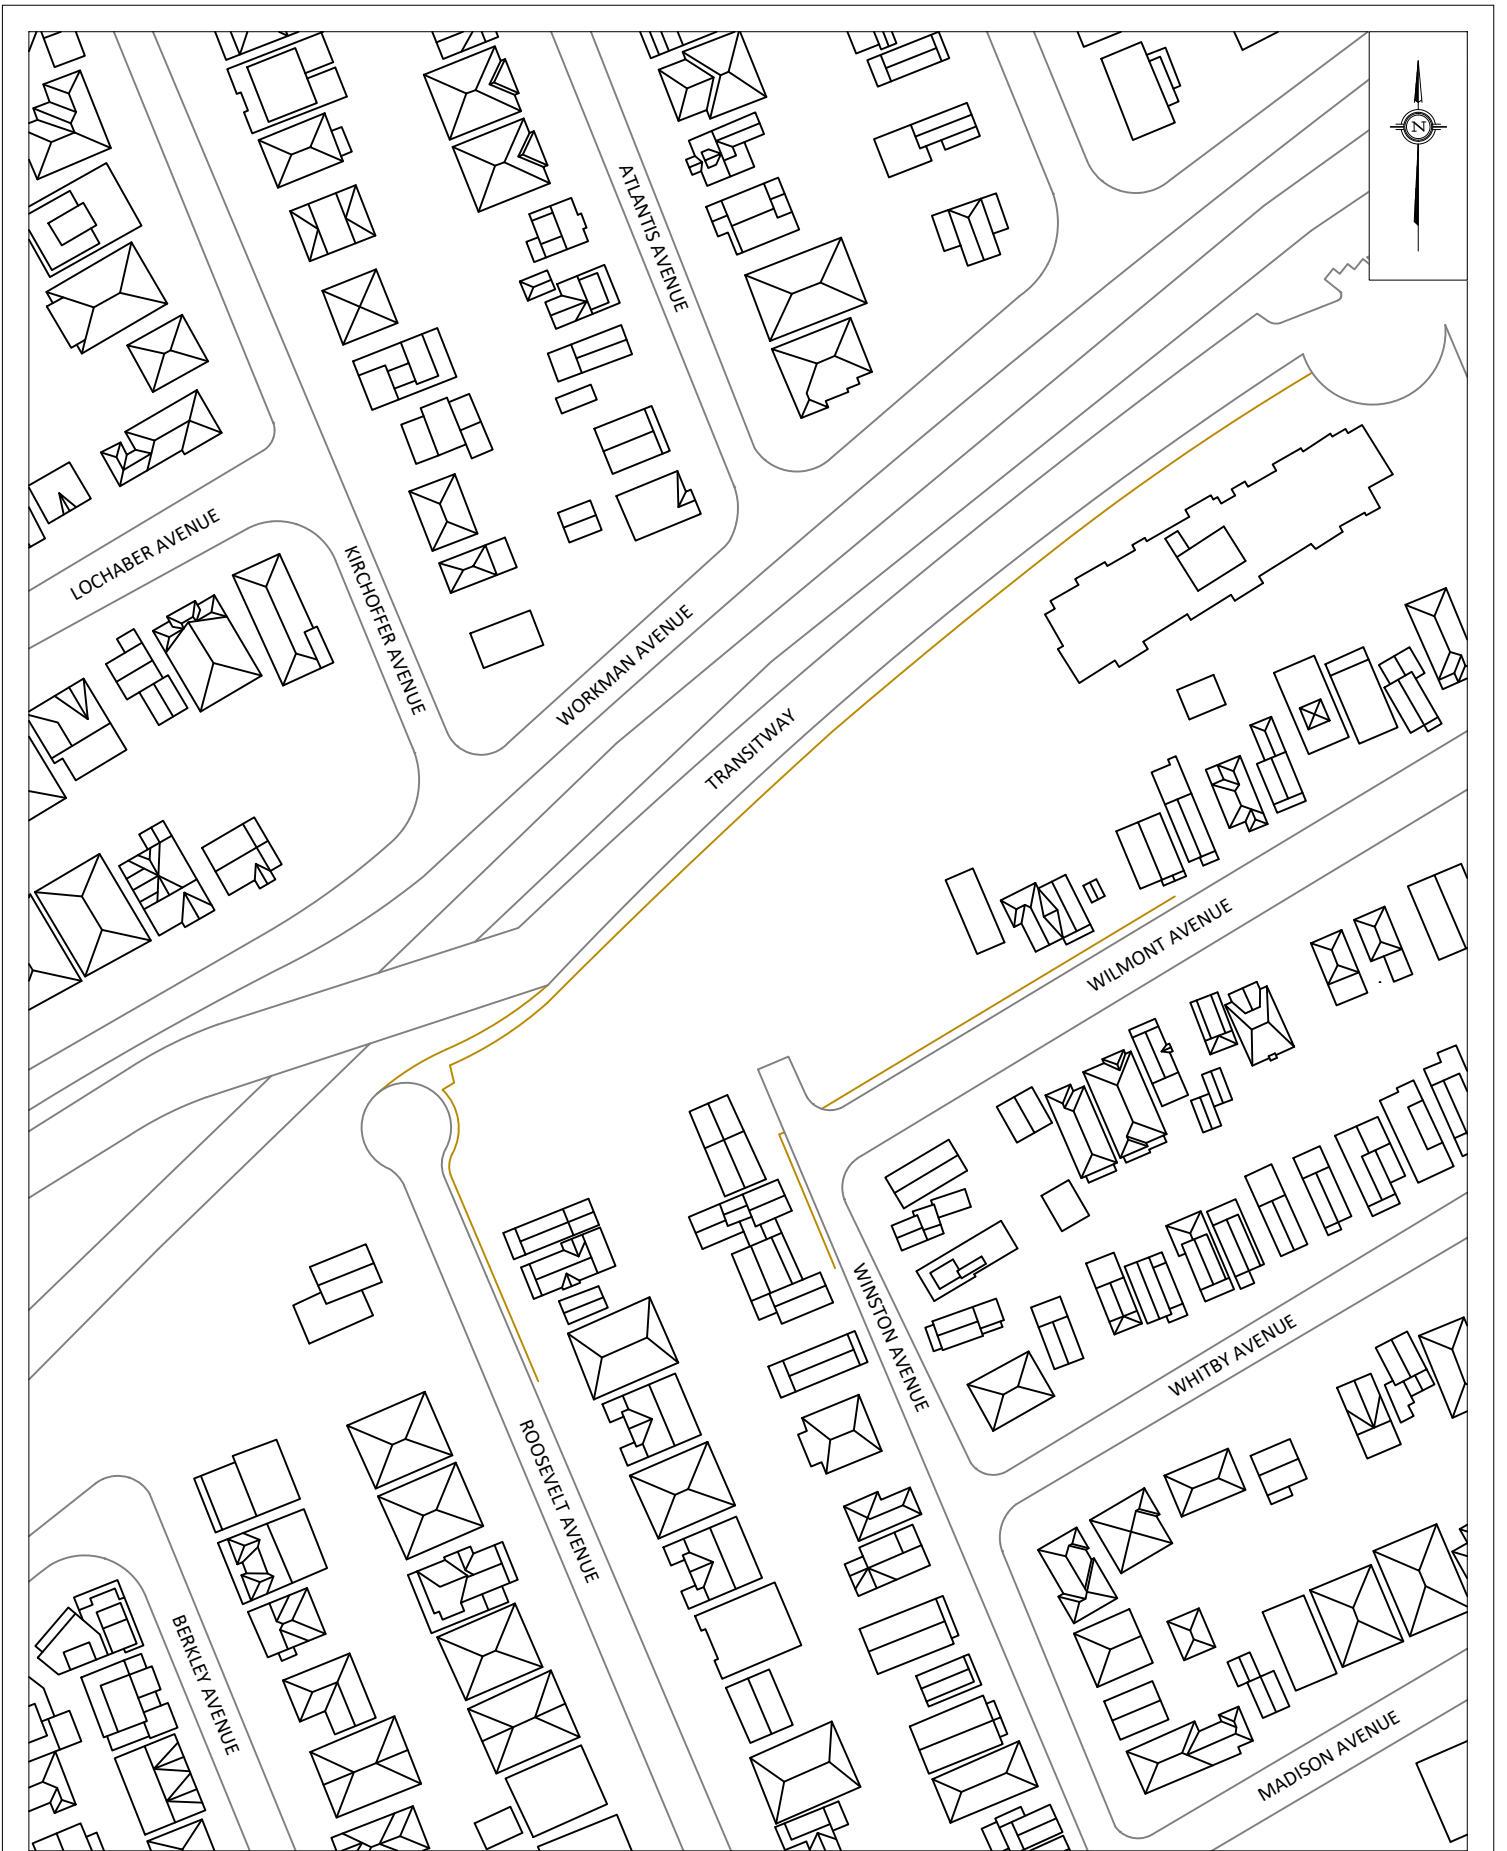 N
ATLANTIS AVENUE
LOCHABER AVENUE
KIRCHOFFER AVENUE
WORKMAN AVENUE
TRANSITWAY
WILMONT AVENUE
WINSTON AVENUE
WHITBY AVENUE
ROOSEVELT AVENUE
BERKLEY AVENUE
MADISON AVENUE